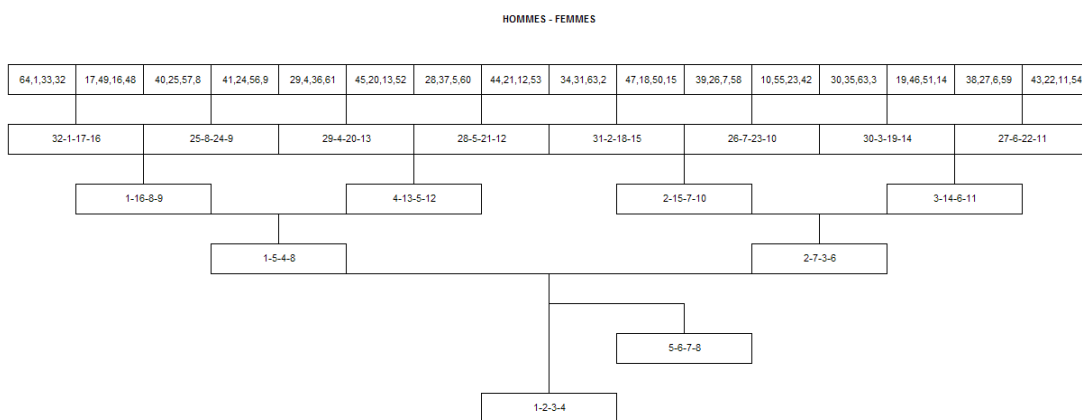 HOMMES - FEMMES
64,1,33,32 17,49,16,48 40,25,57,8 41,24,56,9 29,4,36,61 45,20,13,52 28,37,5,60 44,21,12,53 34,31,63,2 47,18,50,15 39,26,7,58 10,55,23,42 30,35,63,3 19,46,51,14 38,27,6,59 43,22,11,54
32-1-17-16 25-8-24-9 29-4-20-13 28-5-21-12 31-2-18-15 26-7-23-10 30-3-19-14 27-6-22-11
1-16-8-9 4-13-5-12 2-15-7-10 3-14-6-11
1-5-4-8 2-7-3-6
5-6-7-8
1-2-3-4